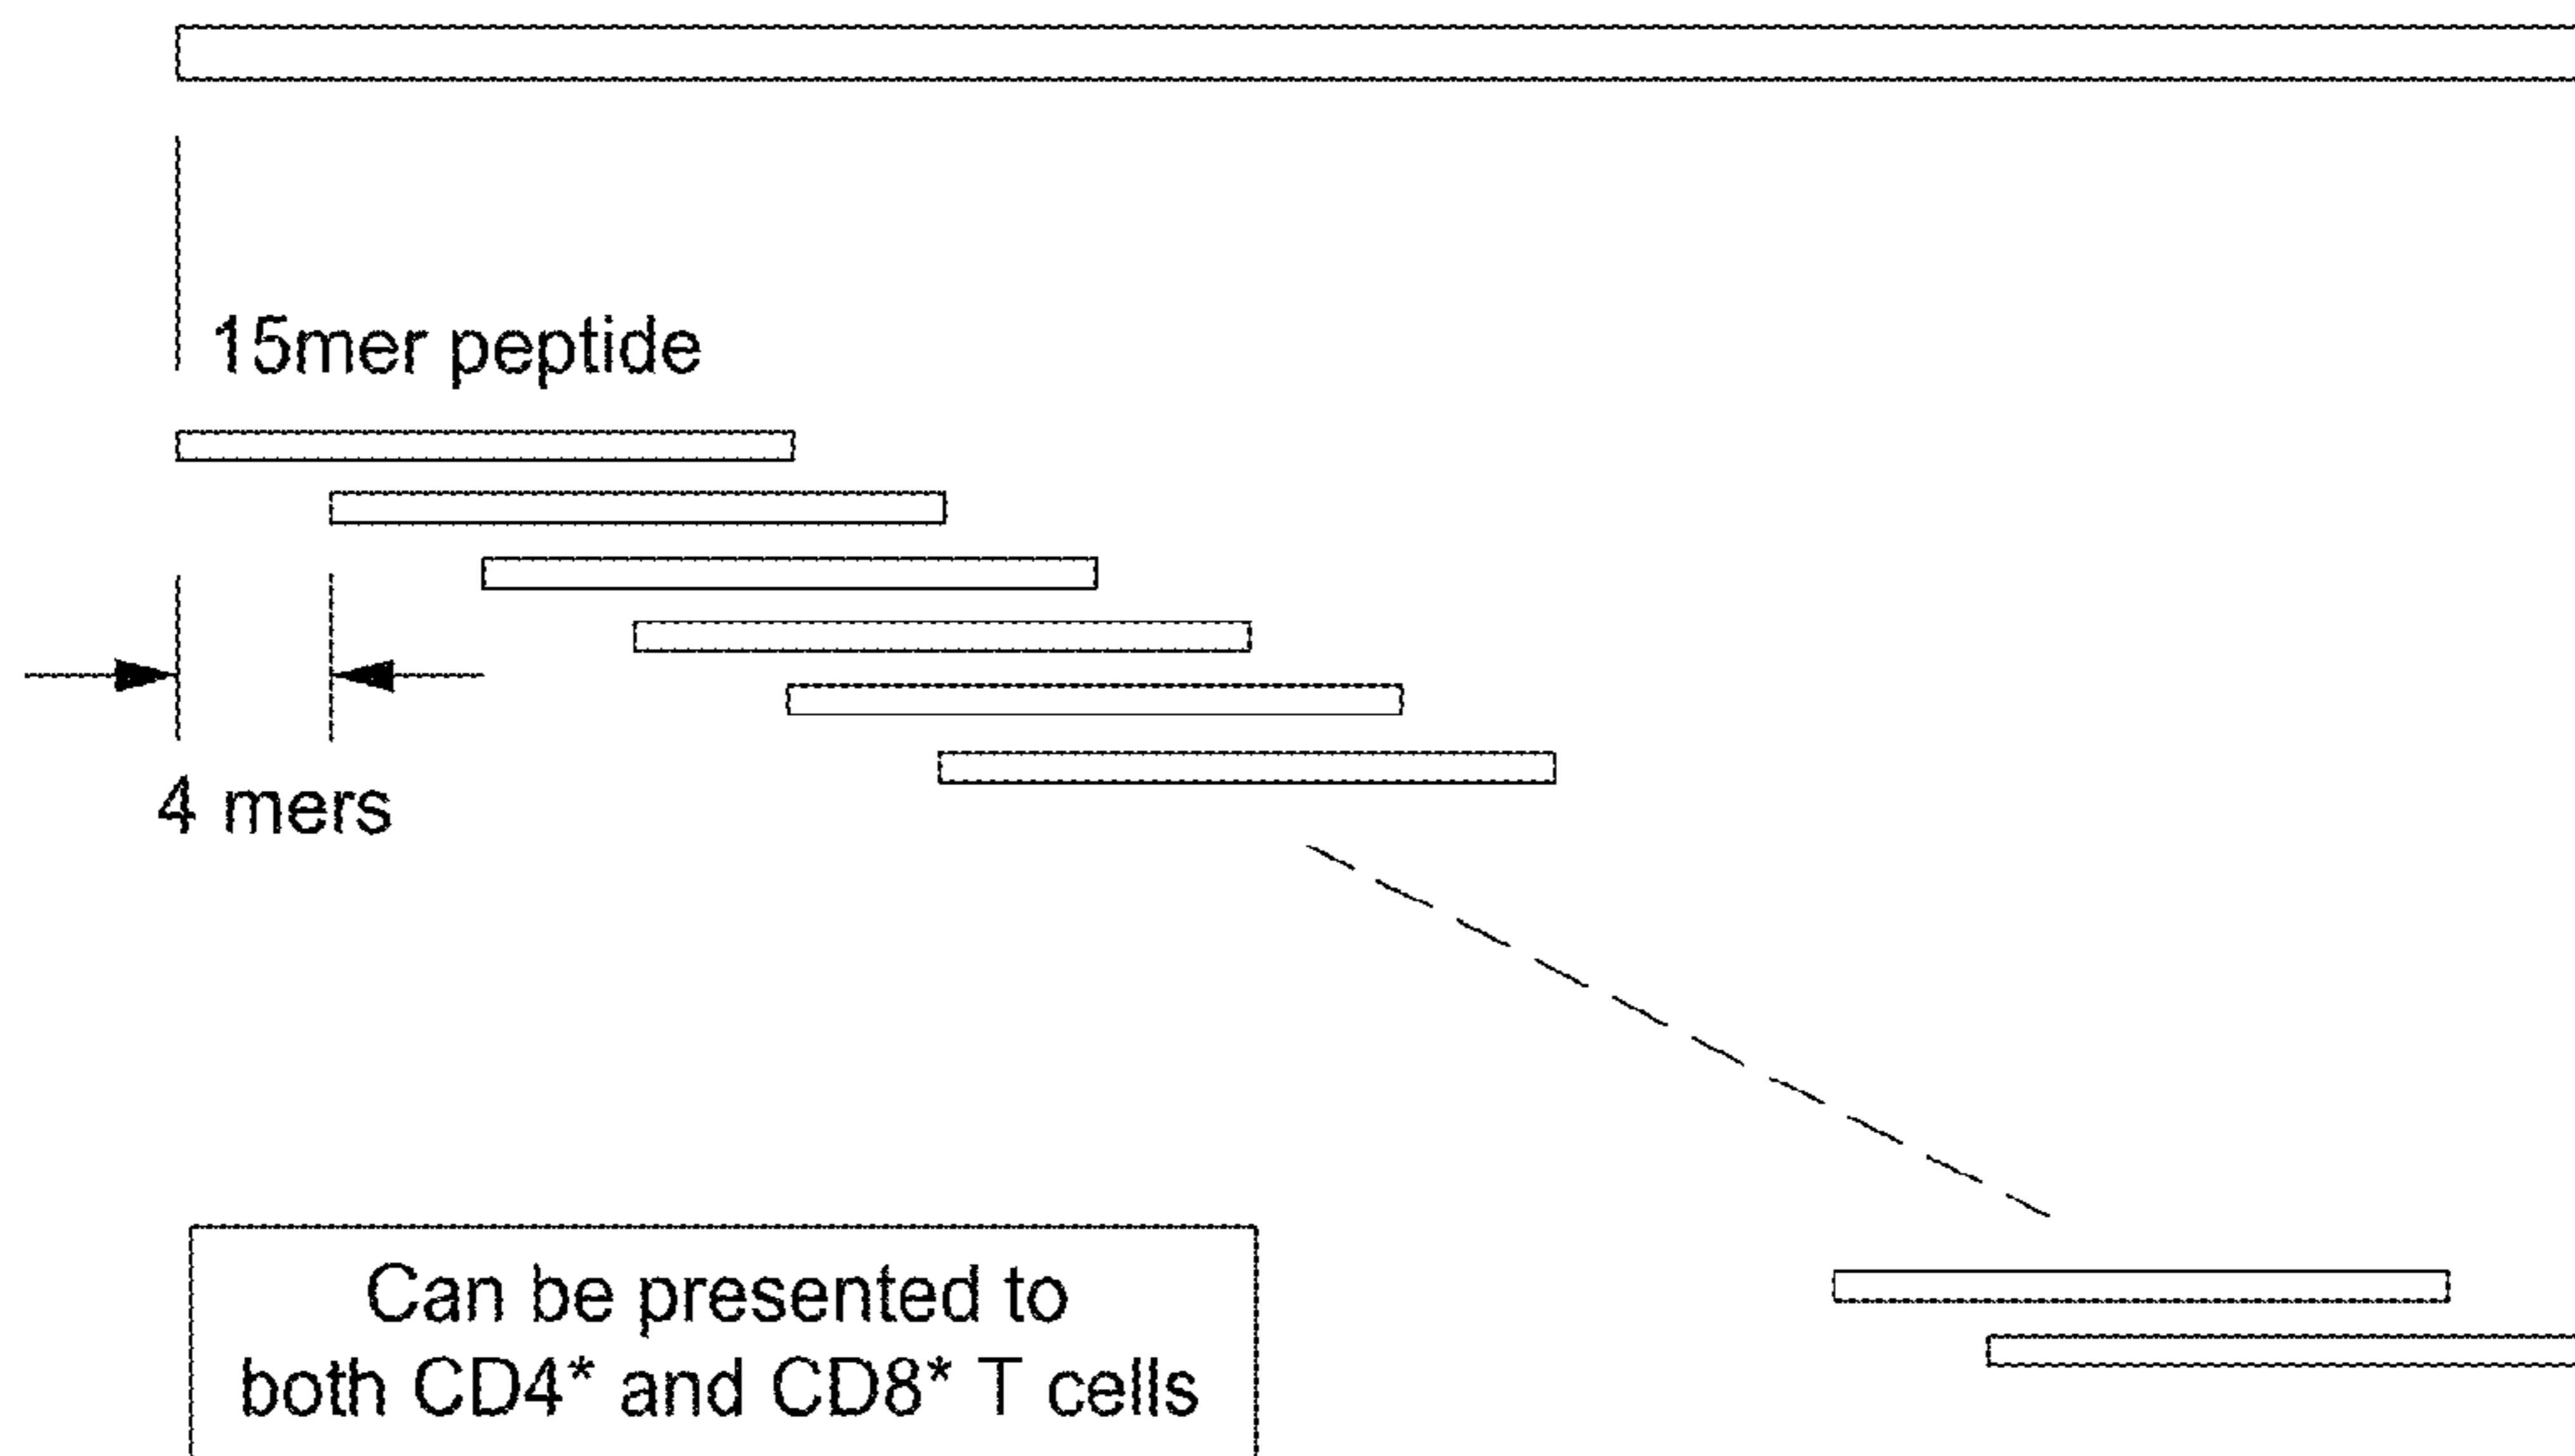 15mer peptide
4 mers
Can be presented to
both CD4* and CD8* T cells